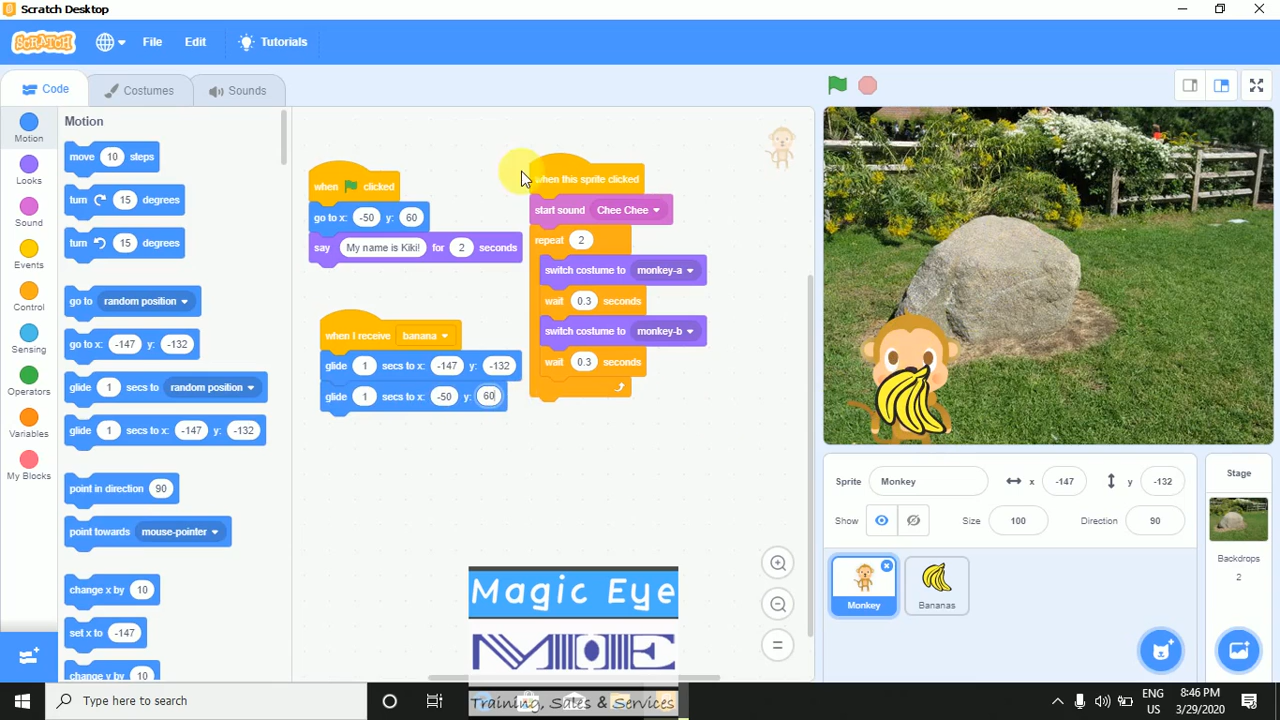 Scratch Desktop
SCRATCH File Edit Tutorials
Code Costumes Sounds
Motion
Looks
Sound
Events
Control
Sensing
Operators
Variables
My Blocks
Motion
move 10 steps
turn 15 degrees
turn 15 degrees
go to random position
go to x: -147 y: -132
glide 1 secs to random position
glide 1 secs to x: -147 y: -132
point in direction 90
point towards mouse-pointer
change x by 10
set x to -147
change y by 10
when clicked
go to x: -50 y: 60
say My name is Kiki! for 2 seconds
when I receive banana
glide 1 secs to x: -147 y: -132
glide 1 secs to x: -50 y: 60
when this sprite clicked
start sound Chee Chee
repeat 2
switch costume to monkey-a
wait 0.3 seconds
switch costume to monkey-b
wait 0.3 seconds
Sprite Monkey x -147 y -132
Show Size 100 Direction 90
Monkey
Bananas
Stage
Backdrops
2
Magic Eye
MIE
Training, Sales & Services
Type here to search
ENG
US
8:46 PM
3/29/2020